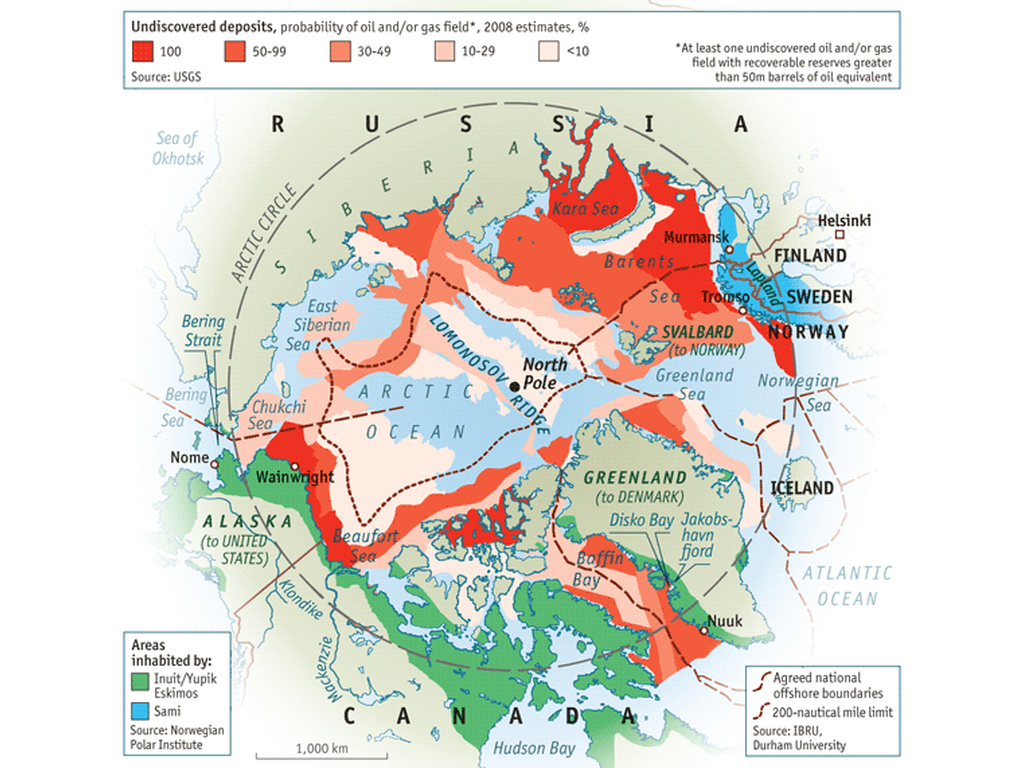 Undiscovered deposits, probability of oil and/or gas field*, 2008 estimates, %
100
50-99
30-49
10-29
<10
Source: USGS
*At least one undiscovered oil and/or gas
field with recoverable reserves greater
than 50m barrels of oil equivalent
RUSSIA
Sea of
Okhotsk
SIBERIA
ARCTIC CIRCLE
Kara Sea
Helsinki
Murmansk
FINLAND
Barents
Sea
Lapland
Tromso
SWEDEN
East
Siberian
Sea
Bering
Strait
LOMONOSOV RIDGE
SVALBARD
(to NORWAY)
NORWAY
North
Pole
Greenland
Sea
Norwegian
Sea
Bering
Sea
Chukchi
Sea
ARCTIC
OCEAN
Nome
Wainwright
GREENLAND
(to DENMARK)
ICELAND
ALASKA
(to UNITED
STATES)
Beaufort
Sea
Disko Bay
Jakobs-
havn
fjord
Baffin
Bay
ATLANTIC
OCEAN
Klondike
Mackenzie
Nuuk
Areas
inhabited by:
Inuit/Yupik
Eskimos
Sami
Source: Norwegian
Polar Institute
CANADA
1,000 km
Hudson Bay
Agreed national
offshore boundaries
200-nautical mile limit
Source: IBRU,
Durham University